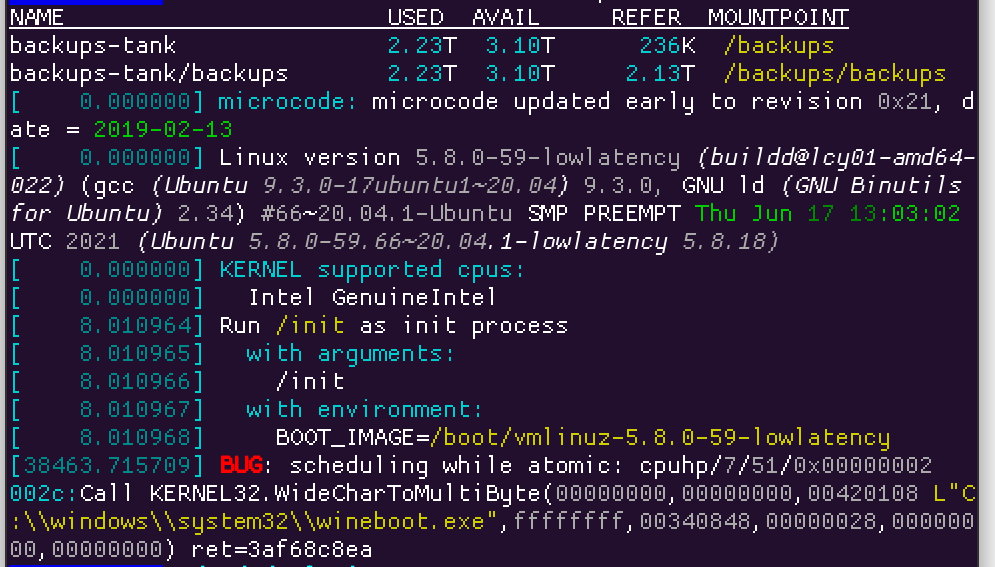 NAME USED AVAIL REFER MOUNTPOINT
backups-tank 2.23T 3.10T 236K /backups
backups-tank/backups 2.23T 3.10T 2.13T /backups/backups
[    0.000000] microcode: microcode updated early to revision 0x21, d
ate = 2019-02-13
[    0.000000] Linux version 5.8.0-59-lowlatency (buildd@lcy01-amd64-
022) (gcc (Ubuntu 9.3.0-17ubuntu1~20.04) 9.3.0, GNU ld (GNU Binutils
for Ubuntu) 2.34) #66~20.04.1-Ubuntu SMP PREEMPT Thu Jun 17 13:03:02
UTC 2021 (Ubuntu 5.8.0-59.66~20.04.1-lowlatency 5.8.18)
[    0.000000] KERNEL supported cpus:
[    0.000000]   Intel GenuineIntel
[    8.010964] Run /init as init process
[    8.010965]   with arguments:
[    8.010966]     /init
[    8.010967]   with environment:
[    8.010968]     BOOT_IMAGE=/boot/vmlinuz-5.8.0-59-lowlatency
[38463.715709] BUG: scheduling while atomic: cpuhp/7/51/0x00000002
002c:Call KERNEL32.WideCharToMultiByte(00000000,00000000,00420108 L"C
:\\windows\\system32\\wineboot.exe",ffffffff,00340848,00000028,000000
00,00000000) ret=3af68c8ea